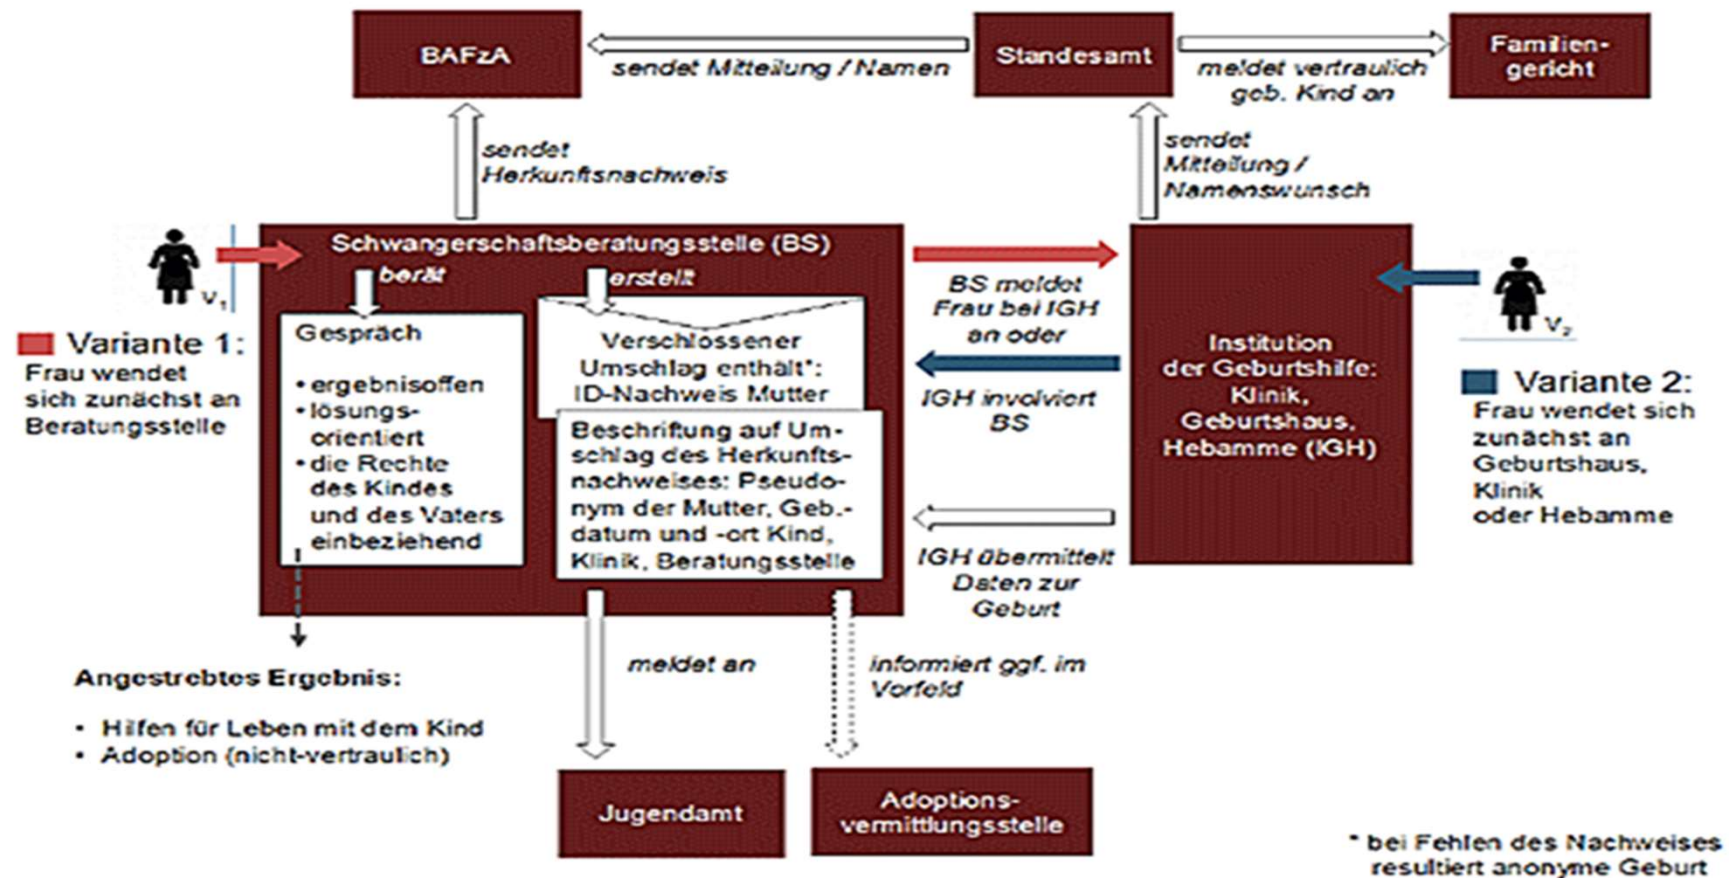 BAFzA
sendet Mitteilung / Namen
Standesamt
meldet vertraulich
geb. Kind an
Familien-
gericht
sendet
Herkunftsnachweis
sendet
Mitteilung /
Namenswunsch
V1
Variante 1:
Frau wendet
sich zunächst an
Beratungsstelle
Schwangerschaftsberatungsstelle (BS)
berät
erstellt
Gespräch
• ergebnisoffen
• lösungs-
orientiert
• die Rechte
des Kindes
und des Vaters
einbeziehend
Verschlossener
Umschlag enthält*:
ID-Nachweis Mutter
Beschriftung auf Um-
schlag des Herkunfts-
nachweises: Pseudo-
nym der Mutter, Geb.-
datum und -ort Kind,
Klinik, Beratungsstelle
BS meldet
Frau bei IGH
an oder
IGH involviert
BS
IGH übermittelt
Daten zur
Geburt
Institution
der Geburtshilfe:
Klinik,
Geburtshaus,
Hebamme (IGH)
V2
Variante 2:
Frau wendet sich
zunächst an
Geburtshaus,
Klinik
oder Hebamme
Angestrebtes Ergebnis:
• Hilfen für Leben mit dem Kind
• Adoption (nicht-vertraulich)
meldet an
informiert ggf. im
Vorfeld
Jugendamt
Adoptions-
vermittlungsstelle
* bei Fehlen des Nachweises
resultiert anonyme Geburt